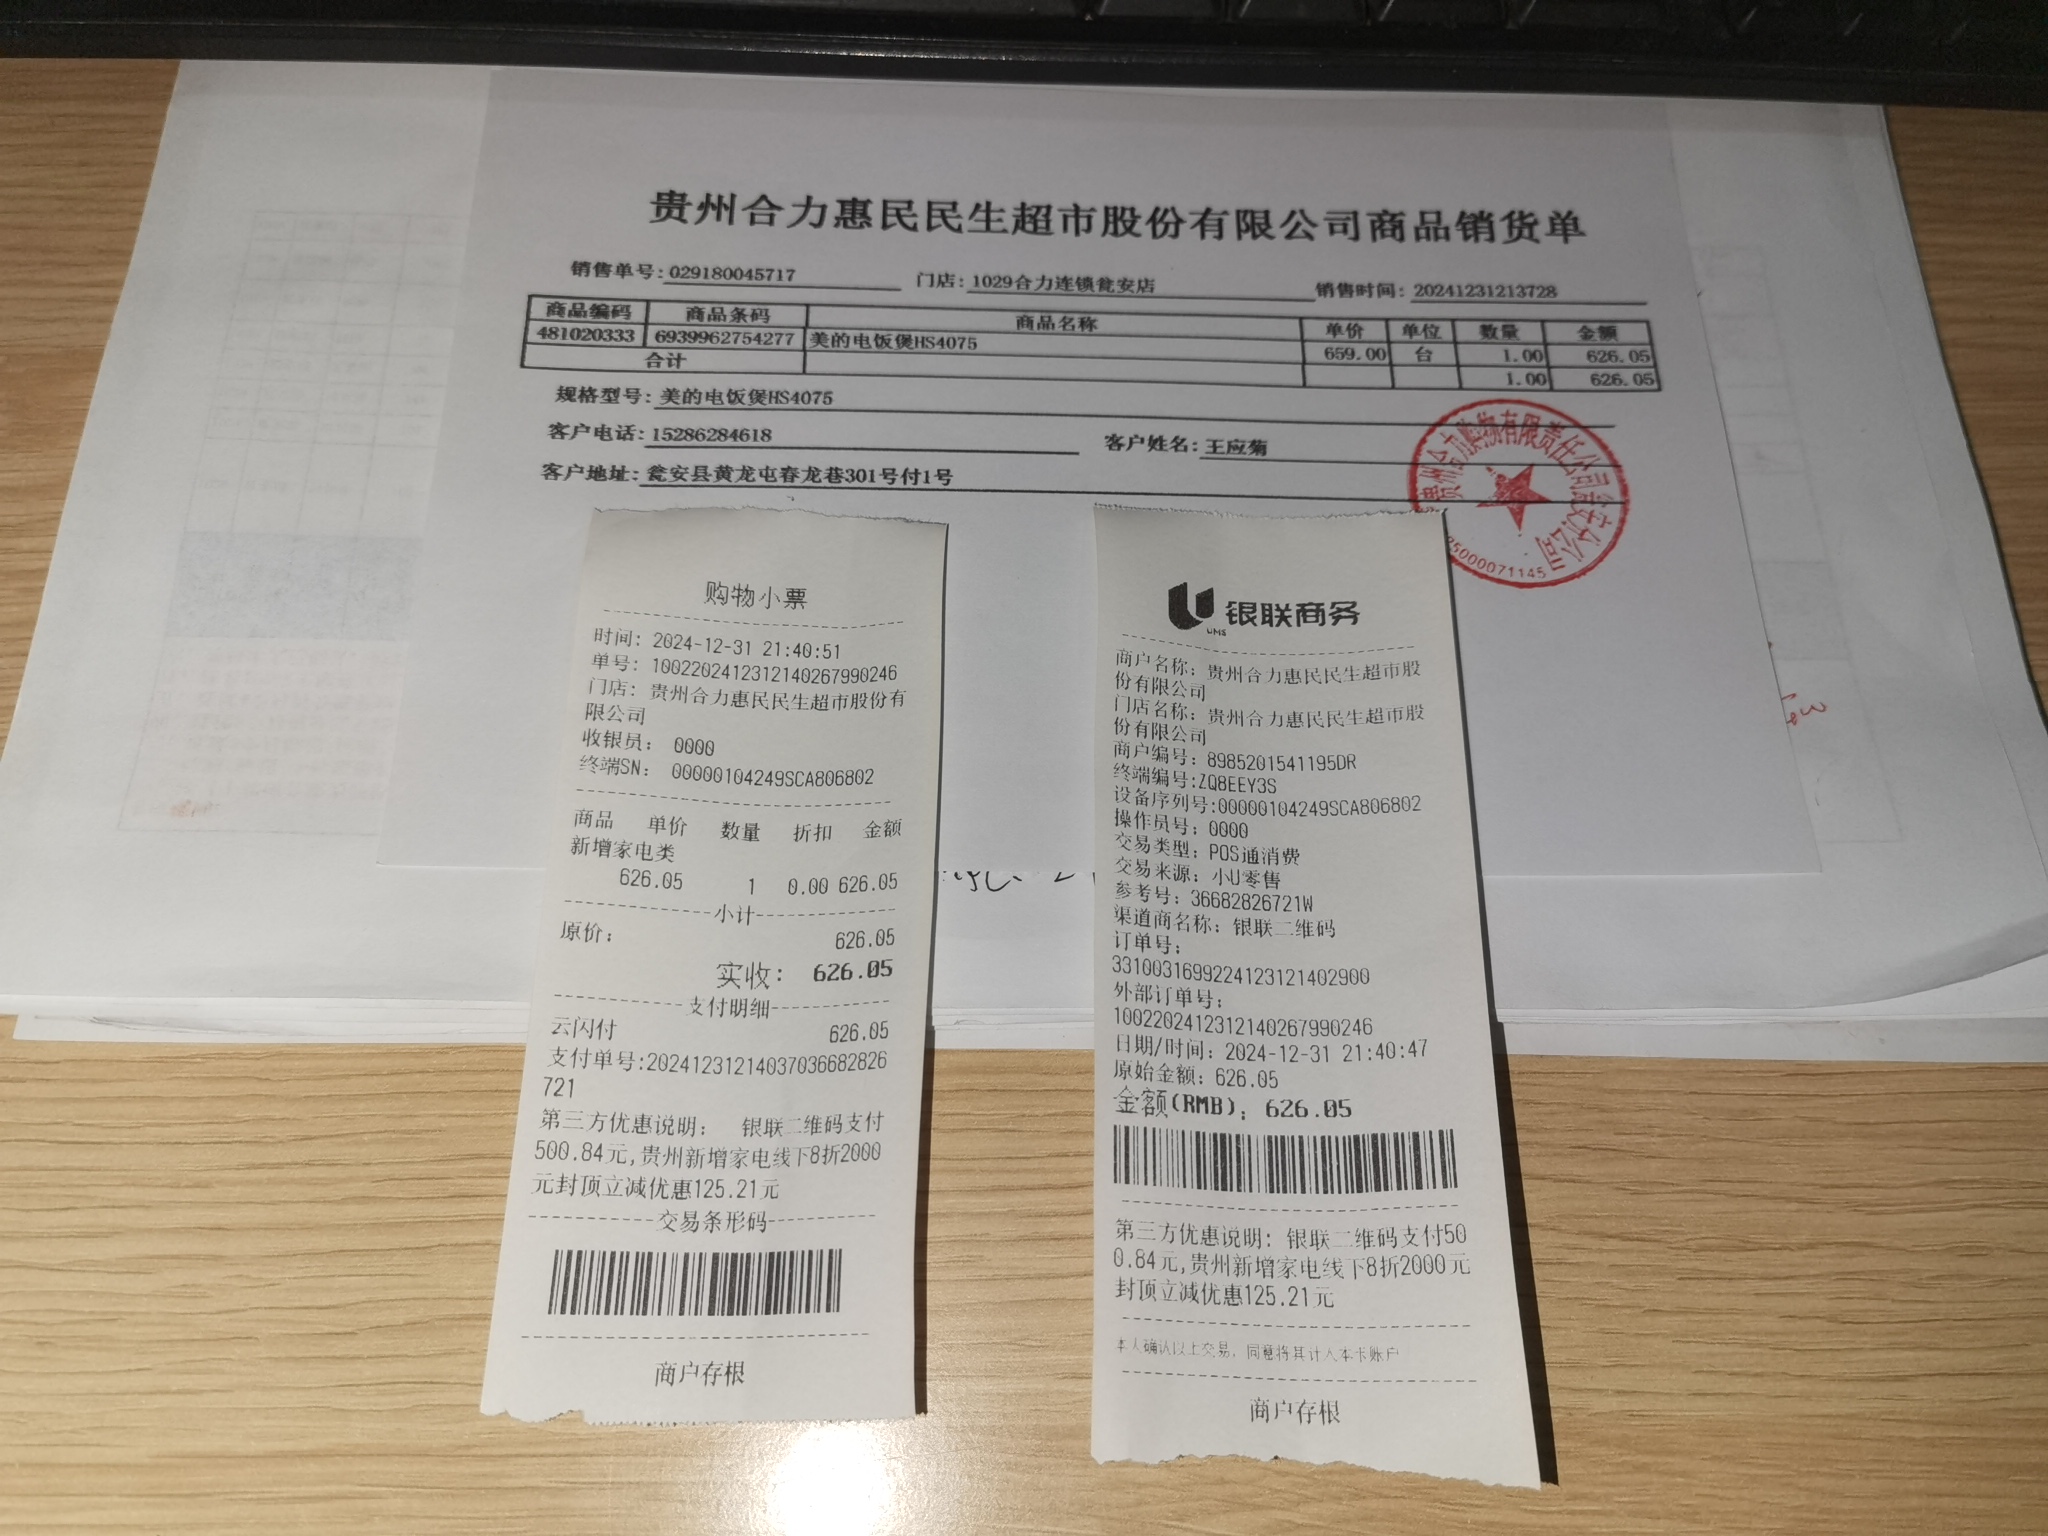 贵州合力惠民民生超市股份有限公司商品销货单
销售单号:029180045717 门店:1029合力连锁瓮安店 销售时间:20241231213728
商品编码 商品条码 商品名称 单价 单位 数量 金额
481020333 6939962754277 美的电饭煲HS4075 659.00 台 1.00 626.05
合计 1.00 626.05
规格型号:美的电饭煲HS4075
客户电话:15286284618 客户姓名:王应菊
客户地址:瓮安县黄龙屯春龙巷301号付1号
贵州合力购物有限责任公司瓮安分公司
购物小票
时间: 2024-12-31 21:40:51
单号: 1002202412312140267990246
门店: 贵州合力惠民民生超市股份有
限公司
收银员: 0000
终端SN: 00000104249SCA806802
商品 单价 数量 折扣 金额
新增家电类
626.05 1 0.00 626.05
小计
原价: 626.05
实收: 626.05
支付明细
云闪付 626.05
支付单号:20241231214037036682826
721
第三方优惠说明: 银联二维码支付
500.84元,贵州新增家电线下8折2000
元封顶立减优惠125.21元
交易条形码
商户存根
银联商务
UMS
商户名称: 贵州合力惠民民生超市股
份有限公司
门店名称: 贵州合力惠民民生超市股
份有限公司
商户编号: 8985201541195DR
终端编号:ZQ8EEY3S
设备序列号:00000104249SCA806802
操作员号: 0000
交易类型: POS通消费
交易来源: 小U零售
参考号: 36682826721W
渠道商名称: 银联二维码
订单号:
3310031699224123121402900
外部订单号:
1002202412312140267990246
日期/时间: 2024-12-31 21:40:47
原始金额: 626.05
金额(RMB): 626.05
第三方优惠说明: 银联二维码支付50
0.84元,贵州新增家电线下8折2000元
封顶立减优惠125.21元
本人确认以上交易, 同意将其计入本卡账户
商户存根